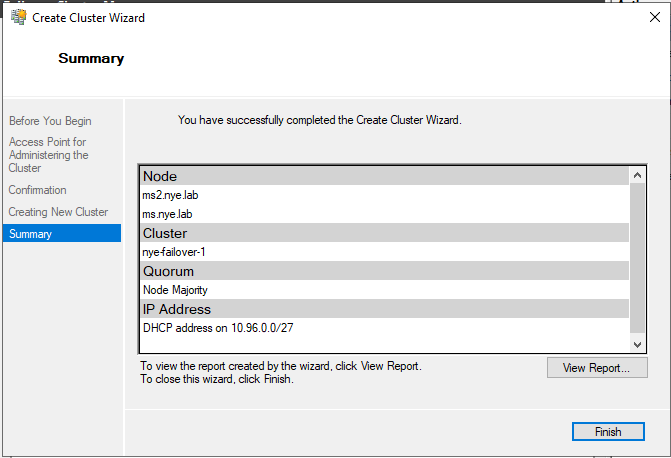 Create Cluster Wizard
Summary
Before You Begin
Access Point for
Administering the
Cluster
Confirmation
Creating New Cluster
Summary
You have successfully completed the Create Cluster Wizard.
Node
ms2.nye.lab
ms.nye.lab
Cluster
nye-failover-1
Quorum
Node Majority
IP Address
DHCP address on 10.96.0.0/27
To view the report created by the wizard, click View Report.
To close this wizard, click Finish.
View Report...
Finish